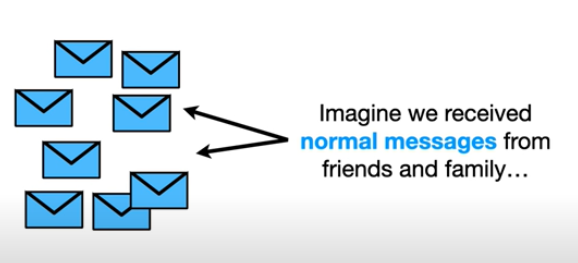 Imagine we received
normal messages from
friends and family...